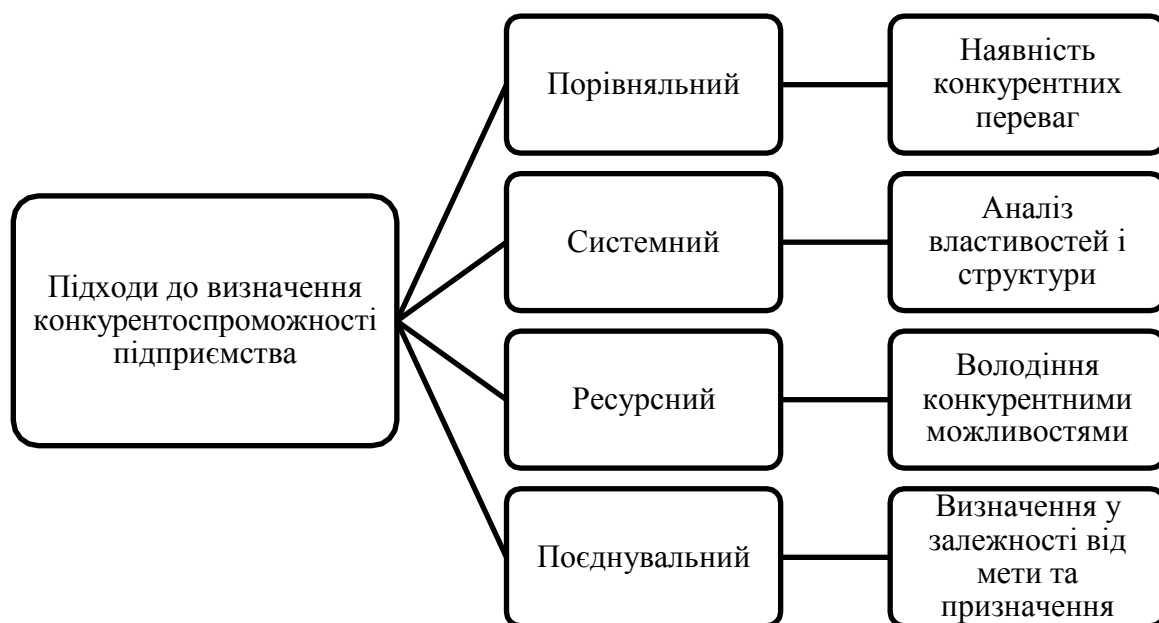 Підходи до визначення
конкурентоспроможності
підприємства
Порівняльний
Наявність
конкурентних
переваг
Системний
Аналіз
властивостей і
структури
Ресурсний
Володіння
конкурентними
можливостями
Поєднувальний
Визначення у
залежності від
мети та
призначення